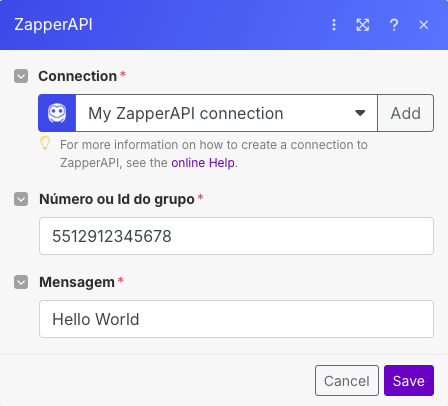 ZapperAPI
Connection *
My ZapperAPI connection
Add
For more information on how to create a connection to
ZapperAPI, see the online Help.
Número ou Id do grupo *
5512912345678
Mensagem *
Hello World
Cancel
Save